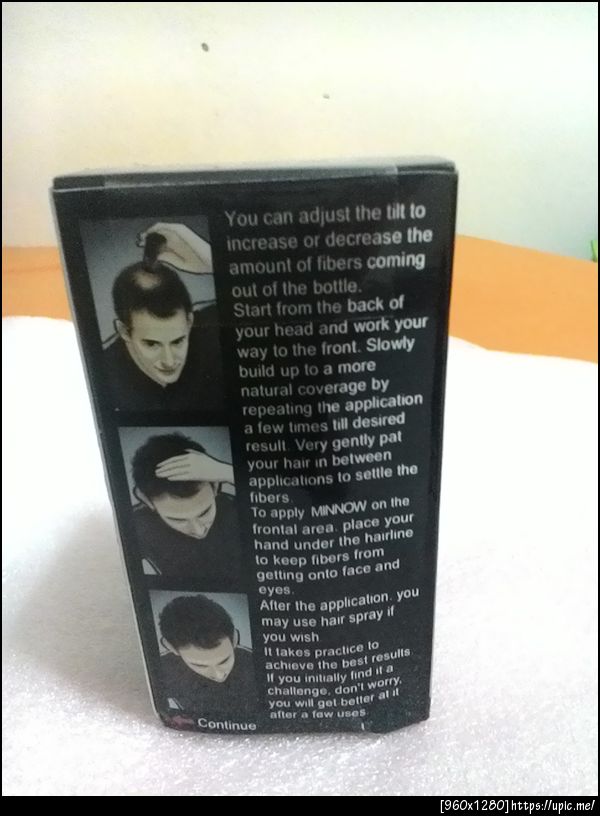 You can adjust the tilt to
increase or decrease the
amount of fibers coming
out of the bottle.
Start from the back of
your head and work your
way to the front. Slowly
build up to a more
natural coverage by
repeating the application
a few times till desired
result. Very gently pat
your hair in between
applications to settle the
fibers.
To apply MINNOW on the
frontal area. place your
hand under the hairline
to keep fibers from
getting onto face and
eyes.
After the application. you
may use hair spray if
you wish
It takes practice to
achieve the best results
If you initially find it a
challenge, don't worry,
you will get better at it
after a few uses
Continue
[960x1280]https://upic.me/